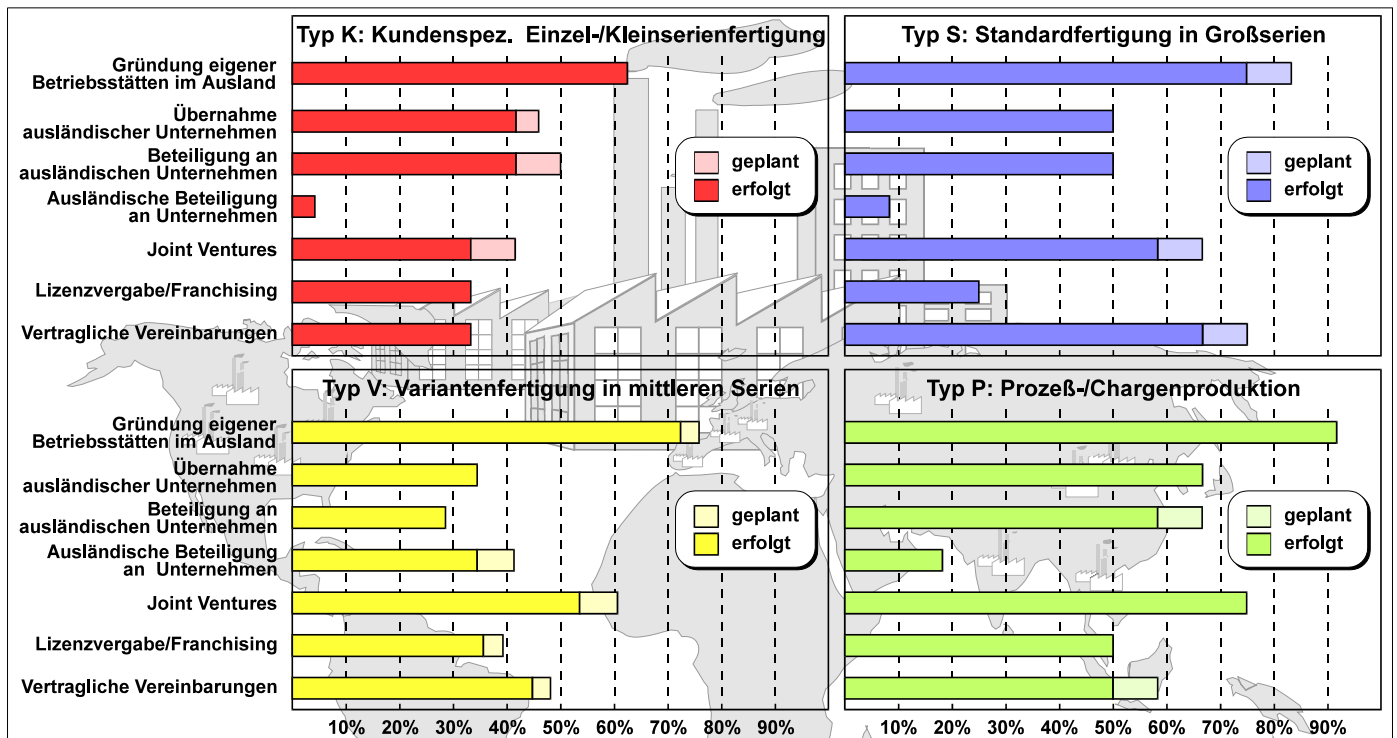 Typ K: Kundenspez. Einzel-/Kleinserienfertigung
Typ S: Standardfertigung in Großserien
Gründung eigener
Betriebsstätten im Ausland
Übernahme
ausländischer Unternehmen
Beteiligung an
ausländischen Unternehmen
Ausländische Beteiligung
an Unternehmen
Joint Ventures
Lizenzvergabe/Franchising
Vertragliche Vereinbarungen
geplant
erfolgt
geplant
erfolgt
Typ V: Variantenfertigung in mittleren Serien
Typ P: Prozeß-/Chargenproduktion
Gründung eigener
Betriebsstätten im Ausland
Übernahme
ausländischer Unternehmen
Beteiligung an
ausländischen Unternehmen
Ausländische Beteiligung
an Unternehmen
Joint Ventures
Lizenzvergabe/Franchising
Vertragliche Vereinbarungen
geplant
erfolgt
geplant
erfolgt
10% 20% 30% 40% 50% 60% 70% 80% 90%
10% 20% 30% 40% 50% 60% 70% 80% 90%